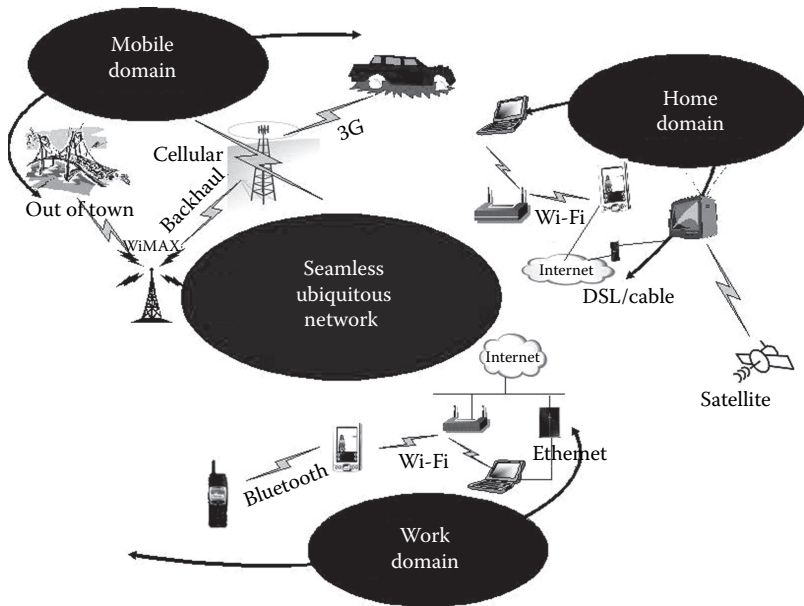 Mobile
domain
Home
domain
3G
Cellular
Backhaul
Wi-Fi
Out of town
WiMAX
Internet
DSL/cable
Seamless
ubiquitous
network
Internet
Satellite
Wi-Fi
Ethernet
Bluetooth
Work
domain